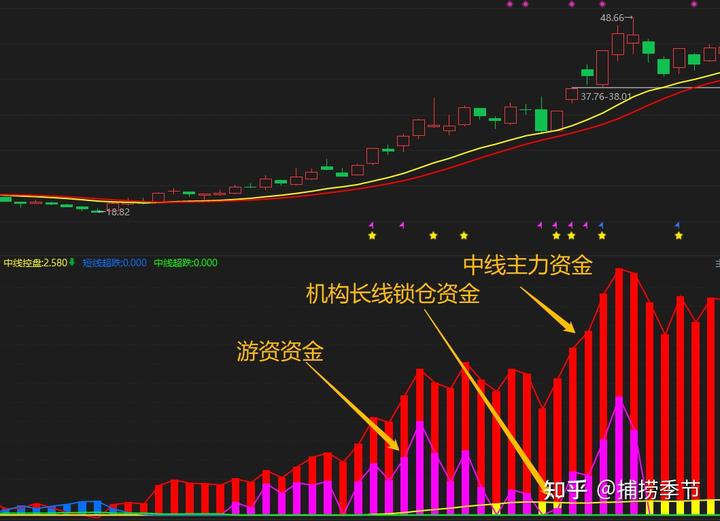 48.66
37.76-38.01
18.82
中线控盘:2.580 短线超跌:0.000 中线超跌:0.000
中线主力资金
机构长线锁仓资金
游资资金
知乎 @捕捞季节